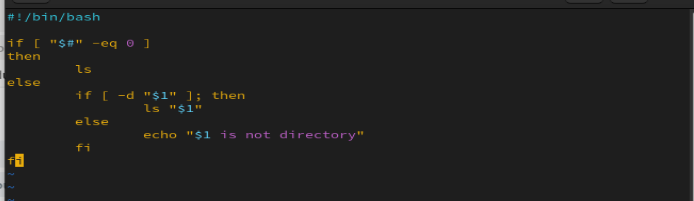 #!/bin/bash
if [ "$#" -eq 0 ]
then
        ls
else
        if [ -d "$1" ]; then
                ls "$1"
        else
                echo "$1 is not directory"
        fi
fi
~
~
~